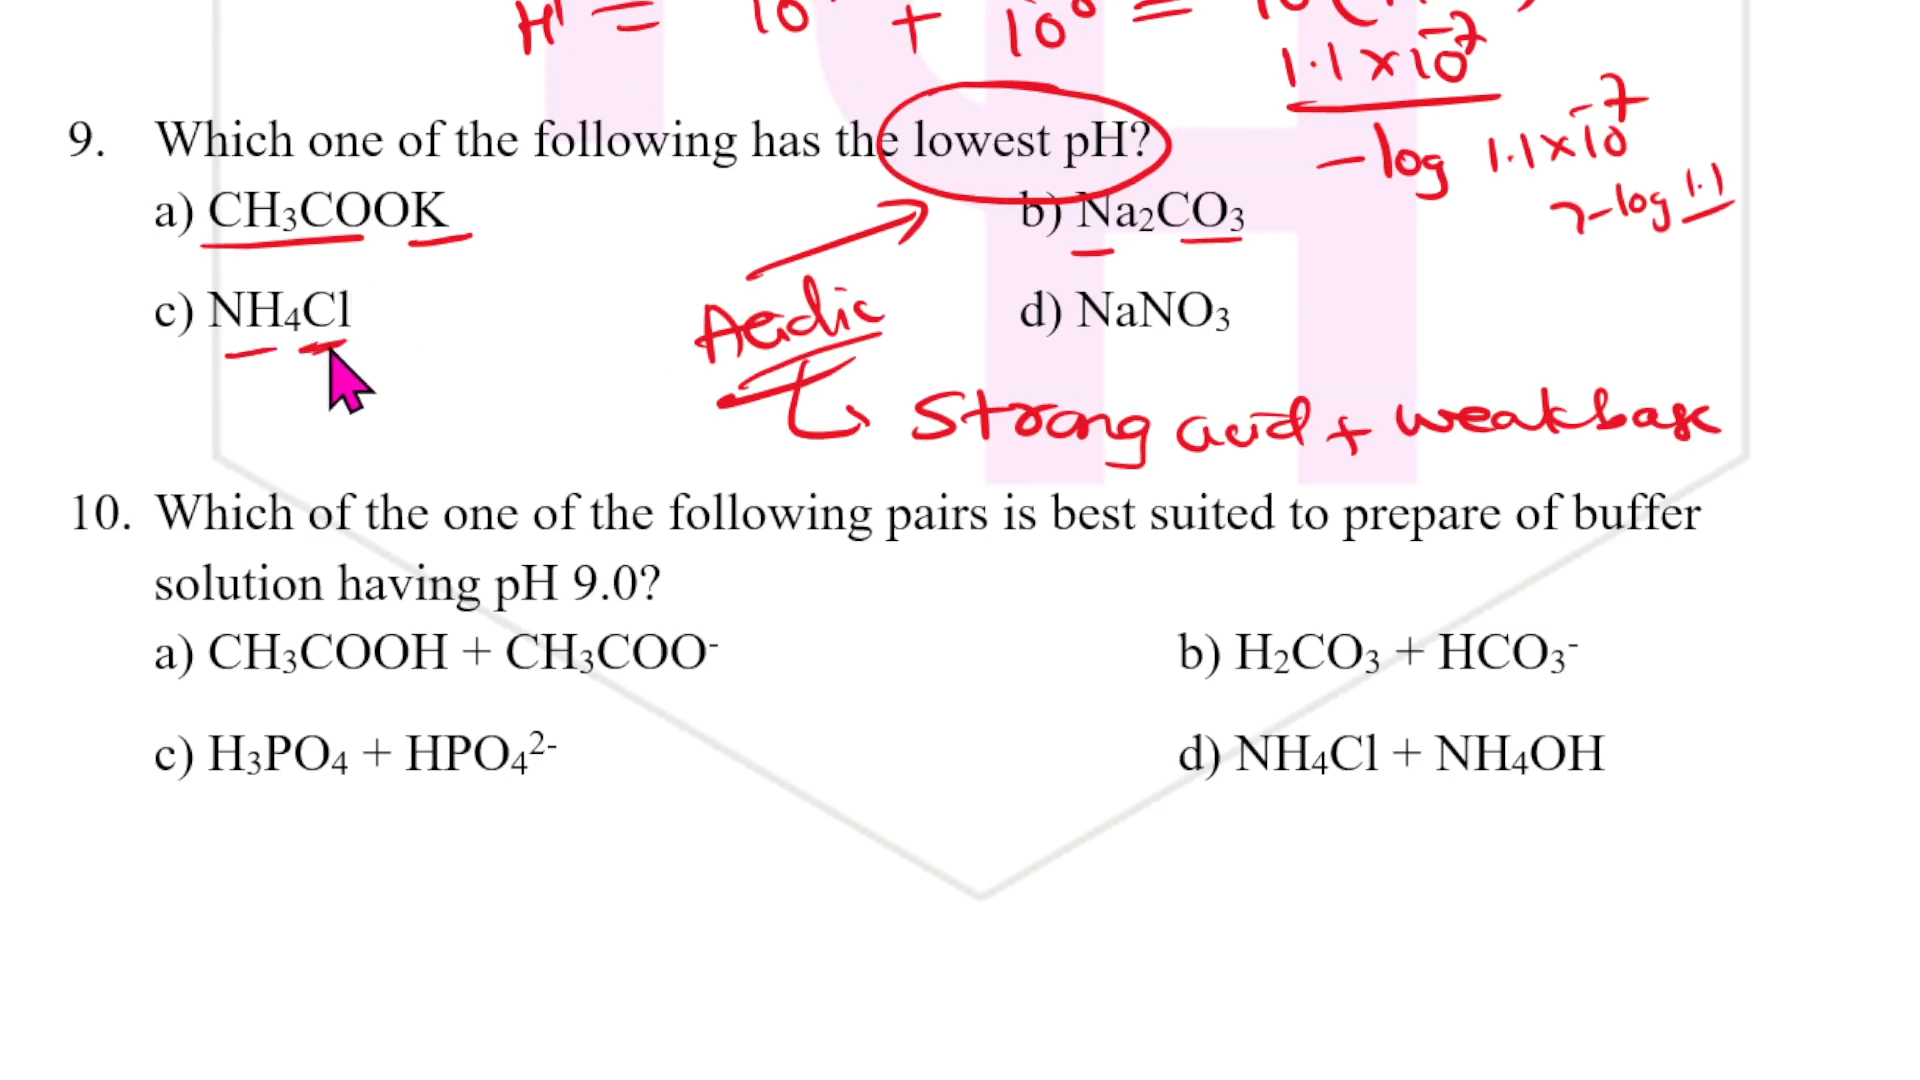 H⁺ = 10 + 10⁸ = 10
1.1×10⁻⁷
9. Which one of the following has the lowest pH?
-log 1.1×10⁻⁷
a) CH₃COOK b) Na₂CO₃
7-log 1.1
c) NH₄Cl d) NaNO₃
Acidic
Strong acid + weak base
10. Which of the one of the following pairs is best suited to prepare of buffer
solution having pH 9.0?
a) CH₃COOH + CH₃COO⁻ b) H₂CO₃ + HCO₃⁻
c) H₃PO₄ + HPO₄²⁻ d) NH₄Cl + NH₄OH